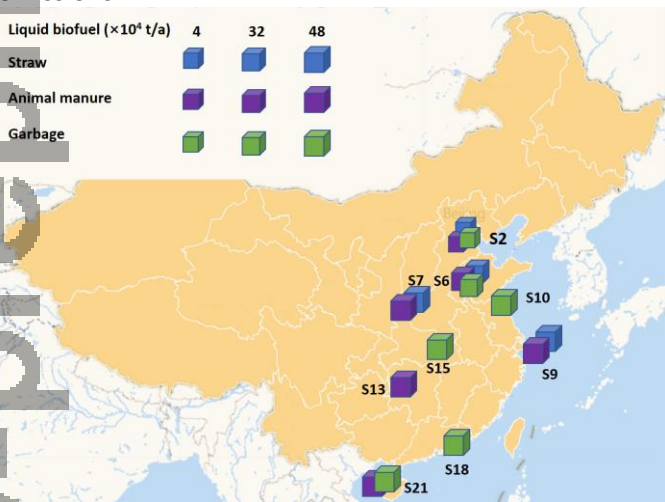 Liquid biofuel (×10⁴ t/a) 4 32 48
Straw
Animal manure
Garbage
S2
S7 S6
S10
S15
S9
S13
S18
S21